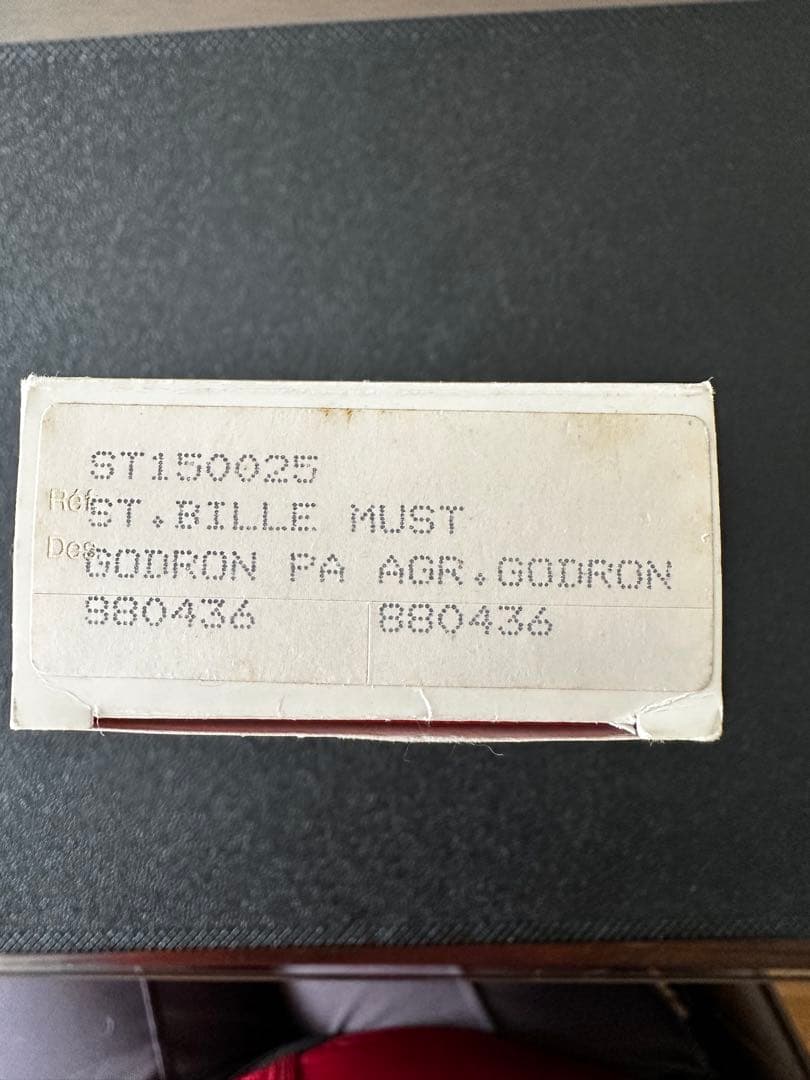 ST150025
Réf
ST.BILLE MUST
Des
GODRON PA AGR.GODRON
880436 880436